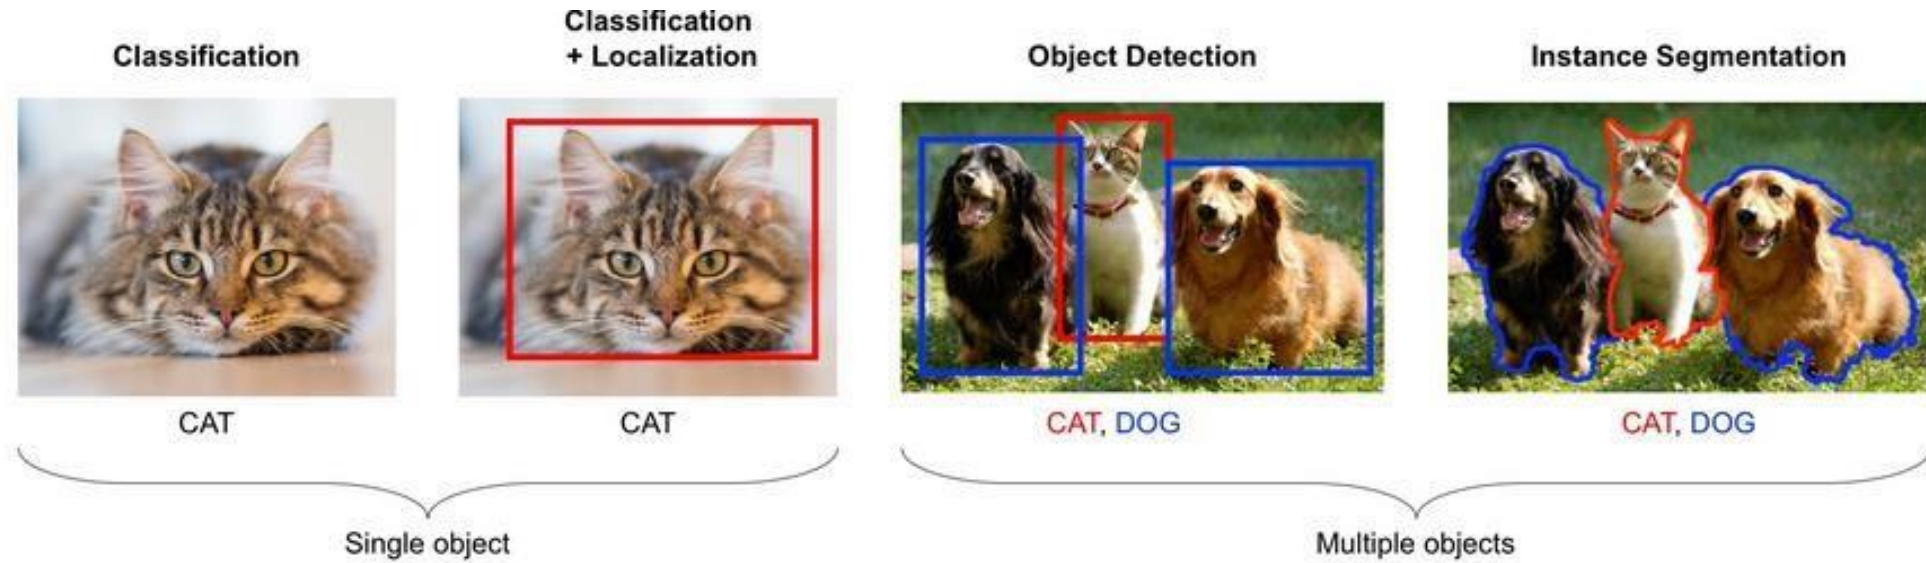 Classification
Classification
+ Localization
Object Detection
Instance Segmentation
CAT
CAT
CAT, DOG
CAT, DOG
Single object
Multiple objects